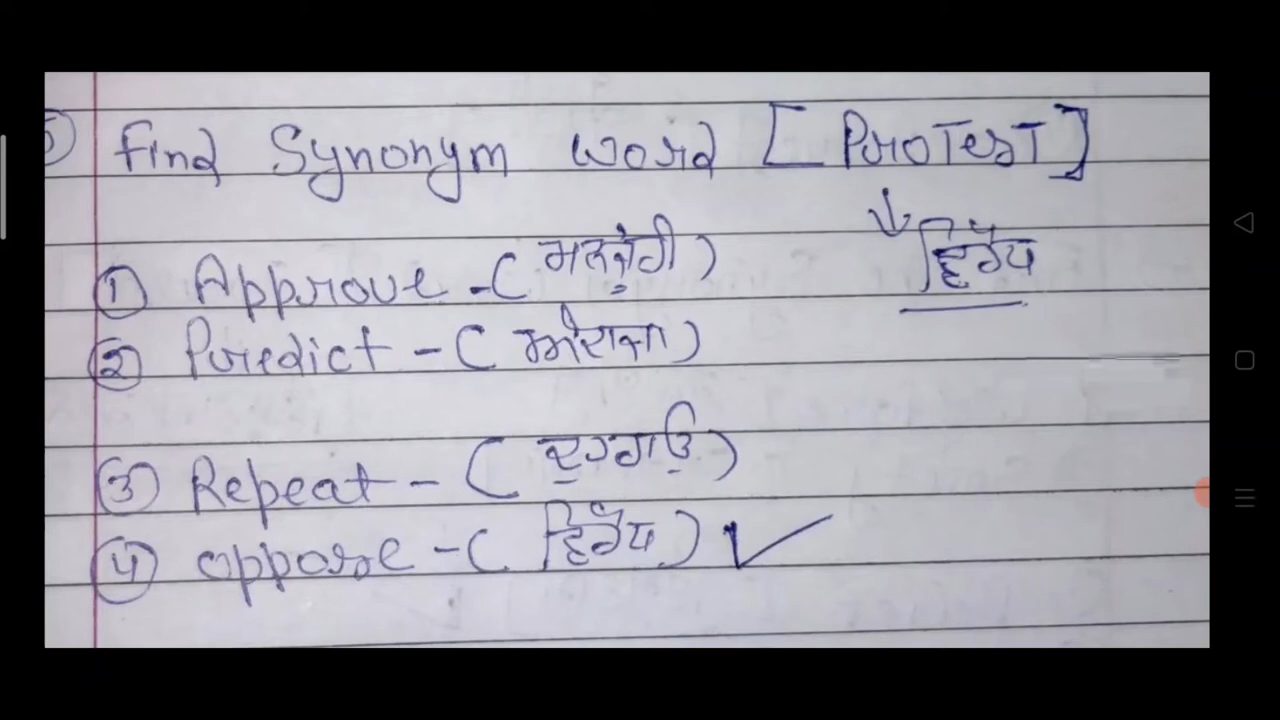 5) Find Synonym word [ProTesT]
ਵਿਰੋਧ
① Approve -( ਮਨਜ਼ੂਰੀ )
② Predict - ( ਅੰਦਾਜਾ )
③ Repeat - ( ਦੁਹਰਾਉ )
④ oppose -( ਵਿਰੋਧ ) ✓